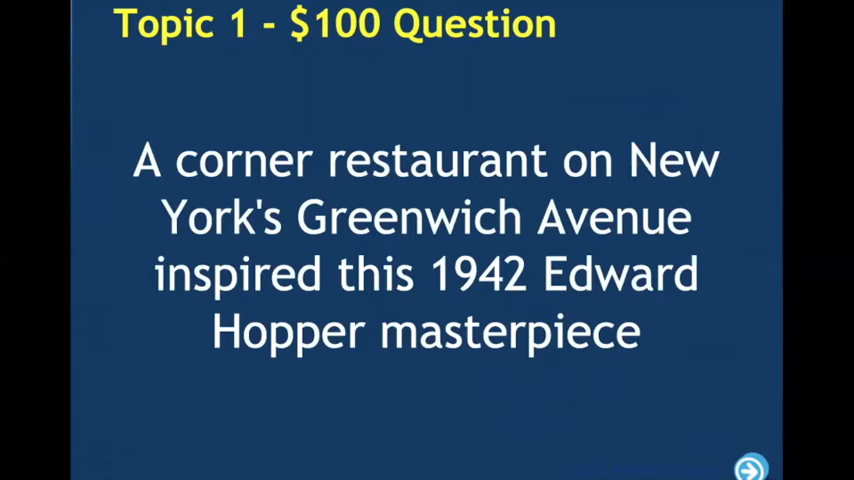 Topic 1 - $100 Question
A corner restaurant on New
York's Greenwich Avenue
inspired this 1942 Edward
Hopper masterpiece